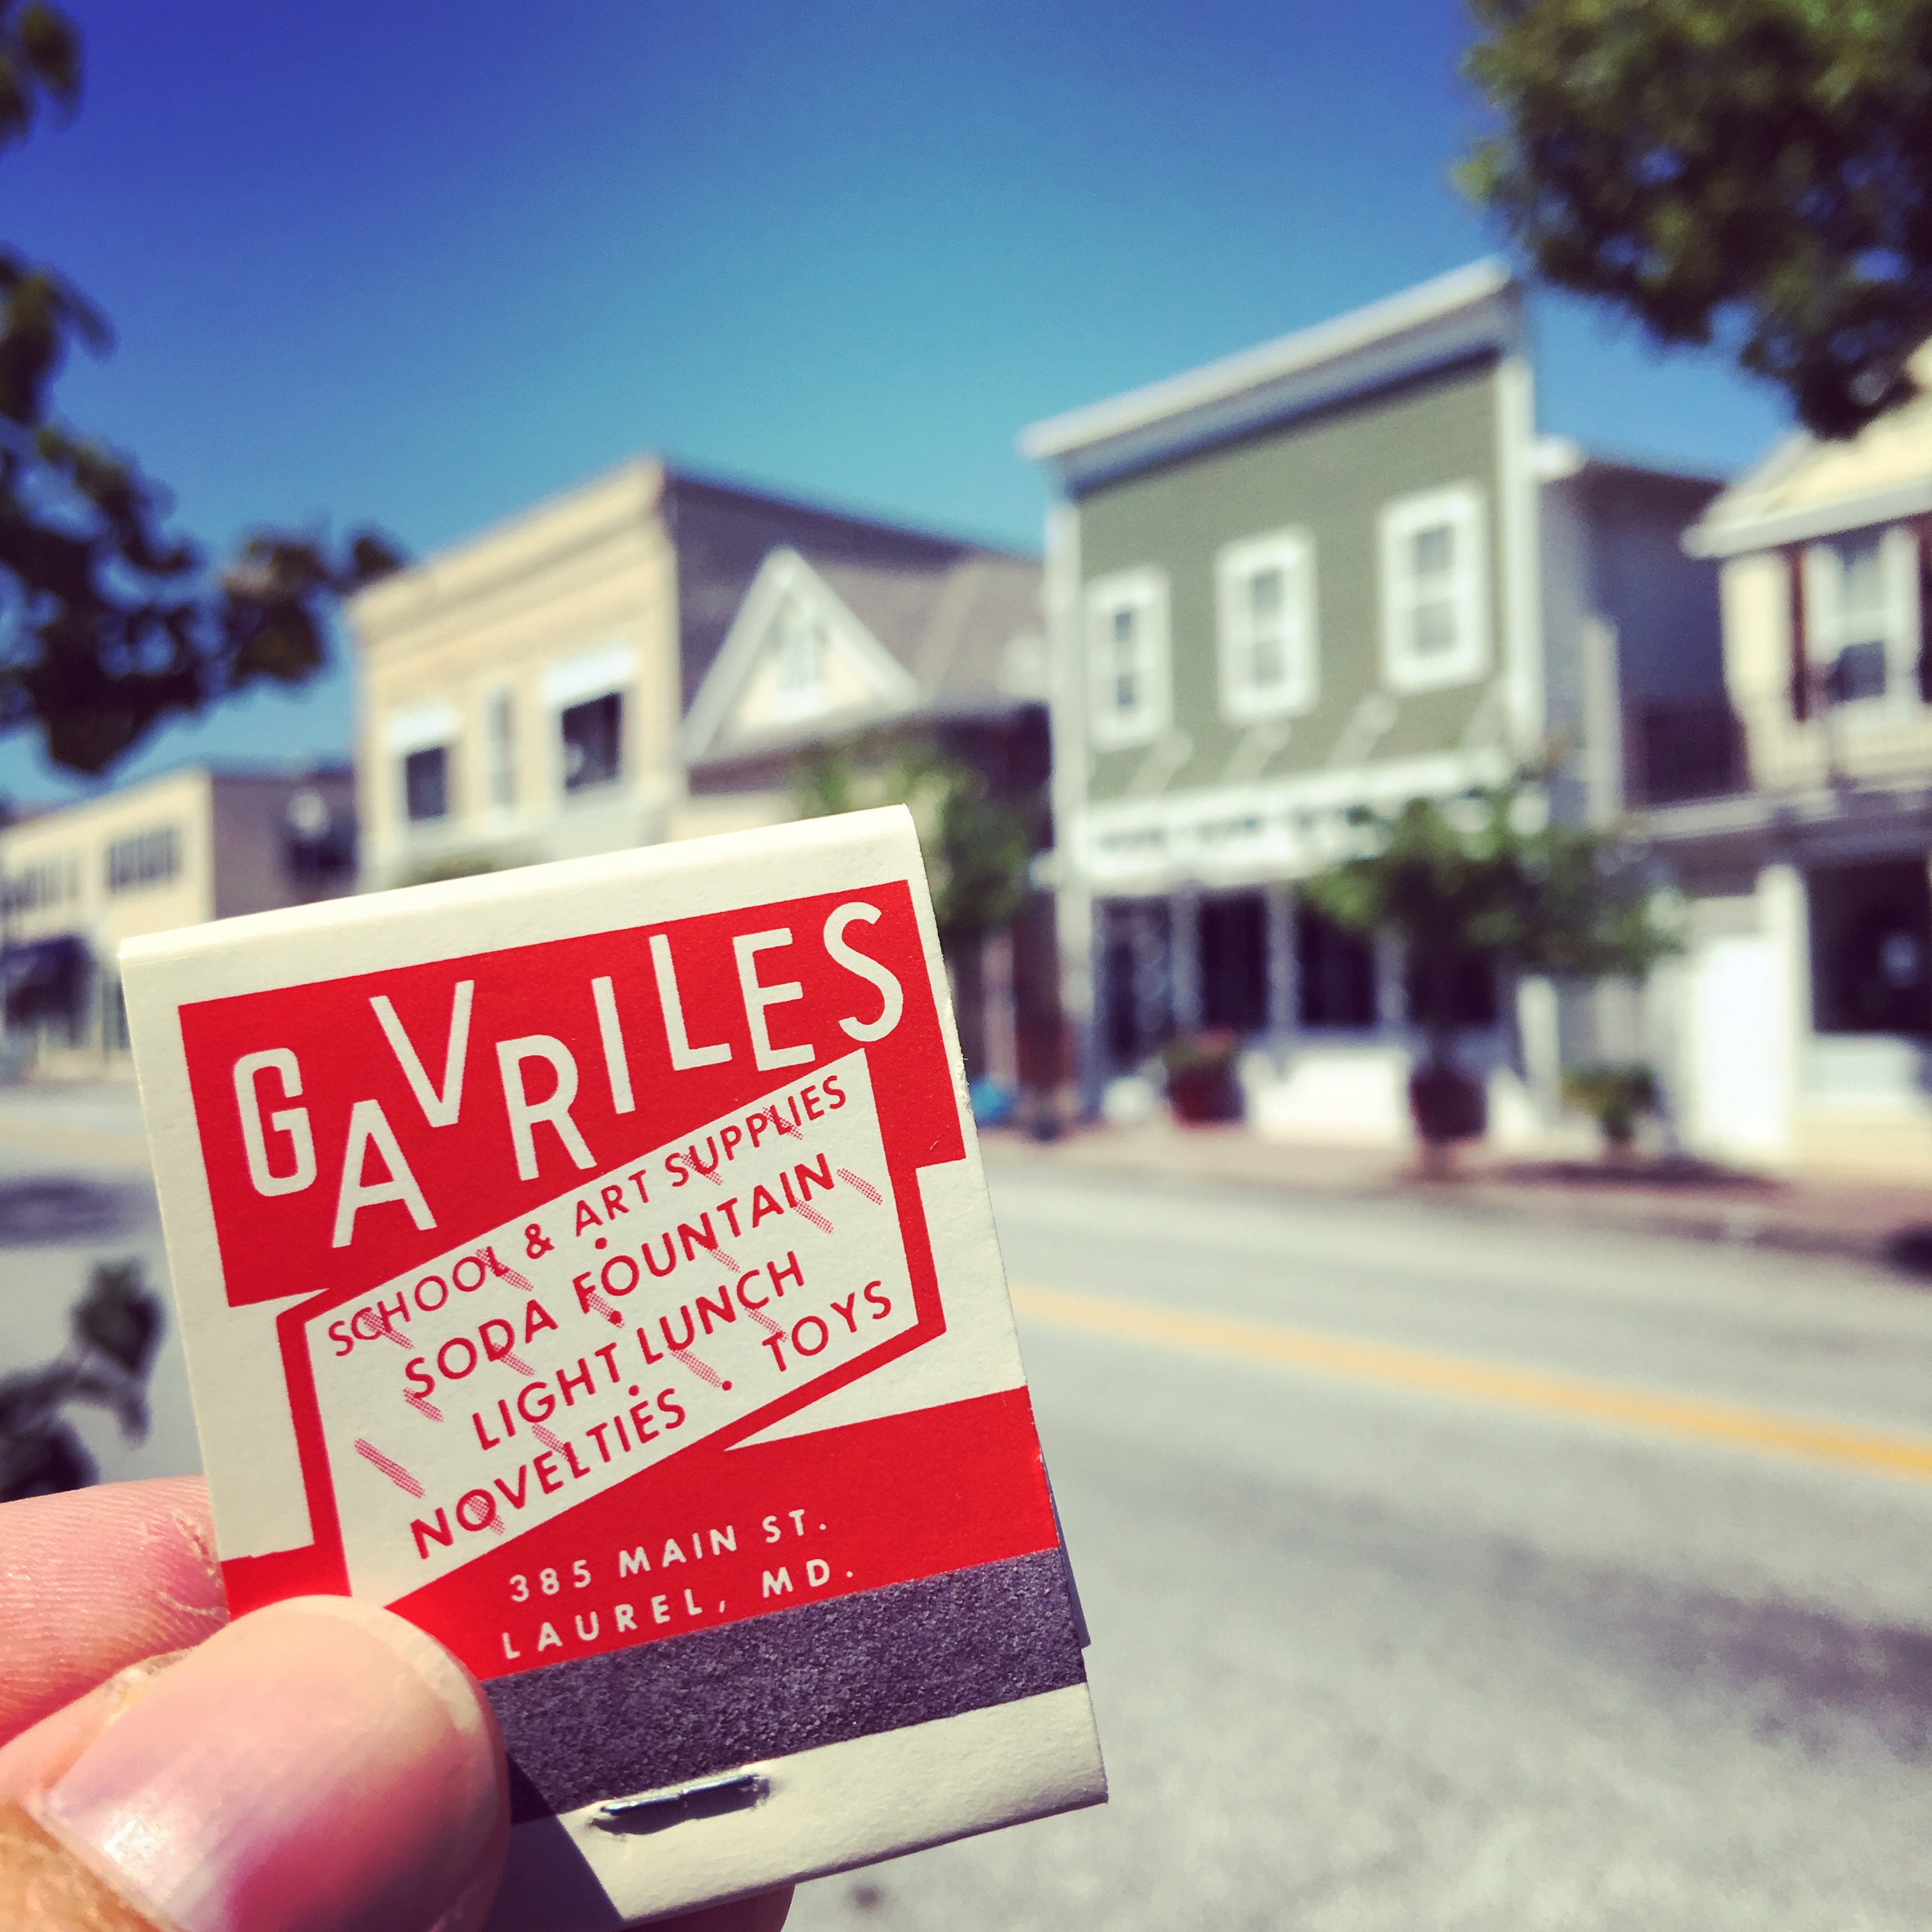 GAVRILES
SCHOOL & ART SUPPLIES
SODA FOUNTAIN
LIGHT LUNCH
NOVELTIES • TOYS
385 MAIN ST.
LAUREL, MD.